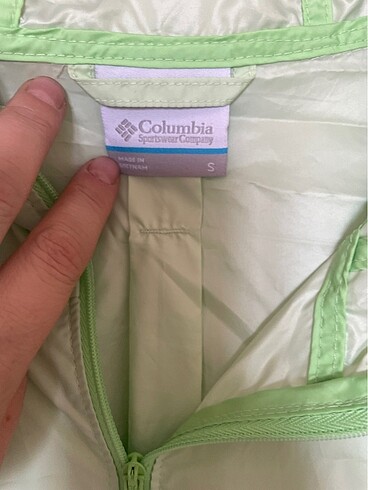 Columbia
Sportswear Company
MADE IN
VIETNAM
S